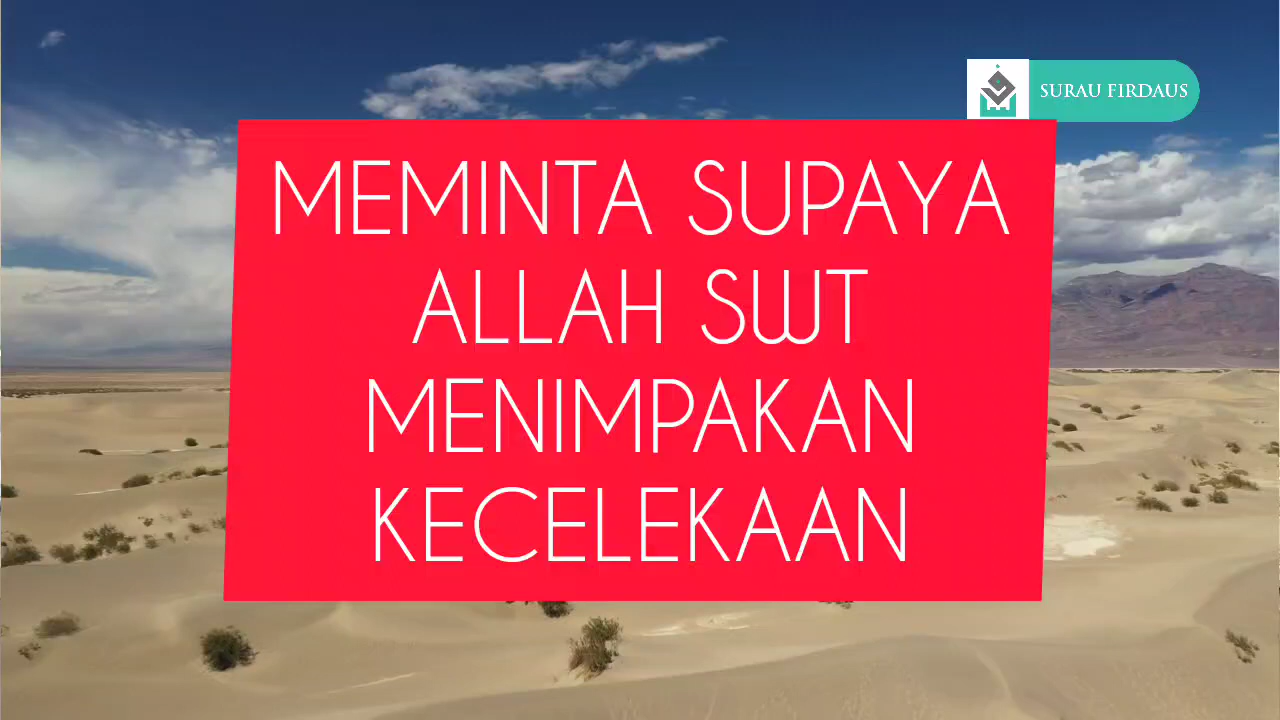 SURAU FIRDAUS
MEMINTA SUPAYA
ALLAH SWT
MENIMPAKAN
KECELEKAAN